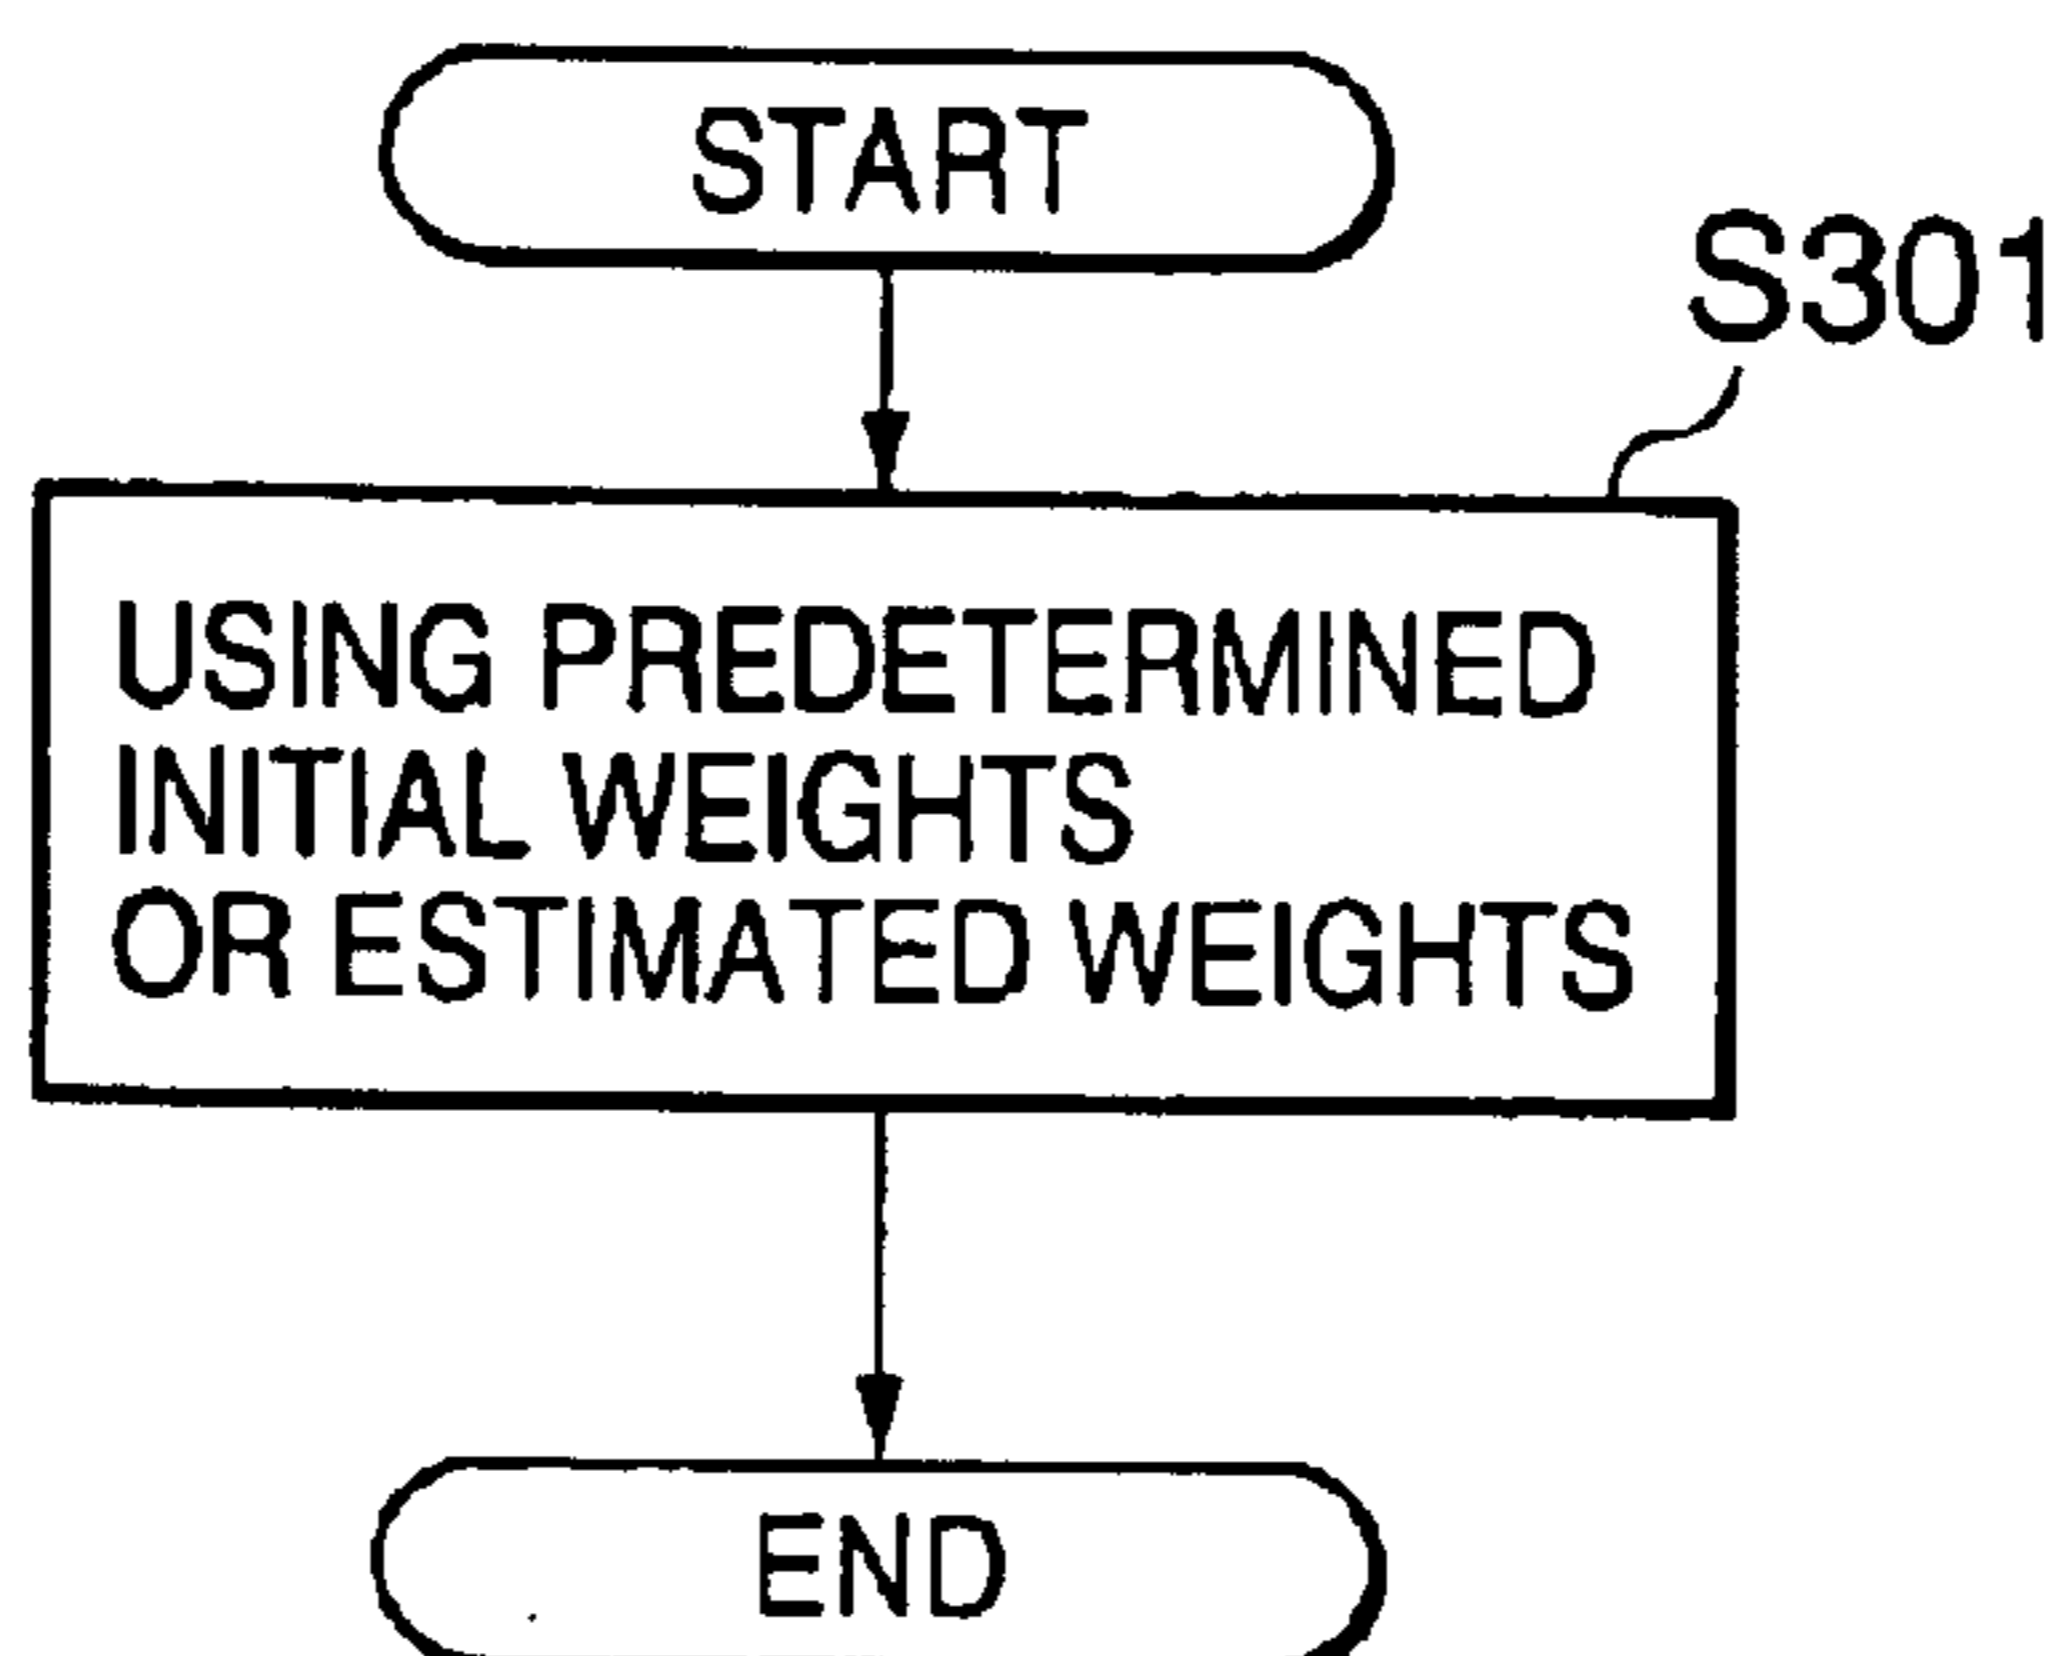 START
S301
USING PREDETERMINED
INITIAL WEIGHTS
OR ESTIMATED WEIGHTS
END